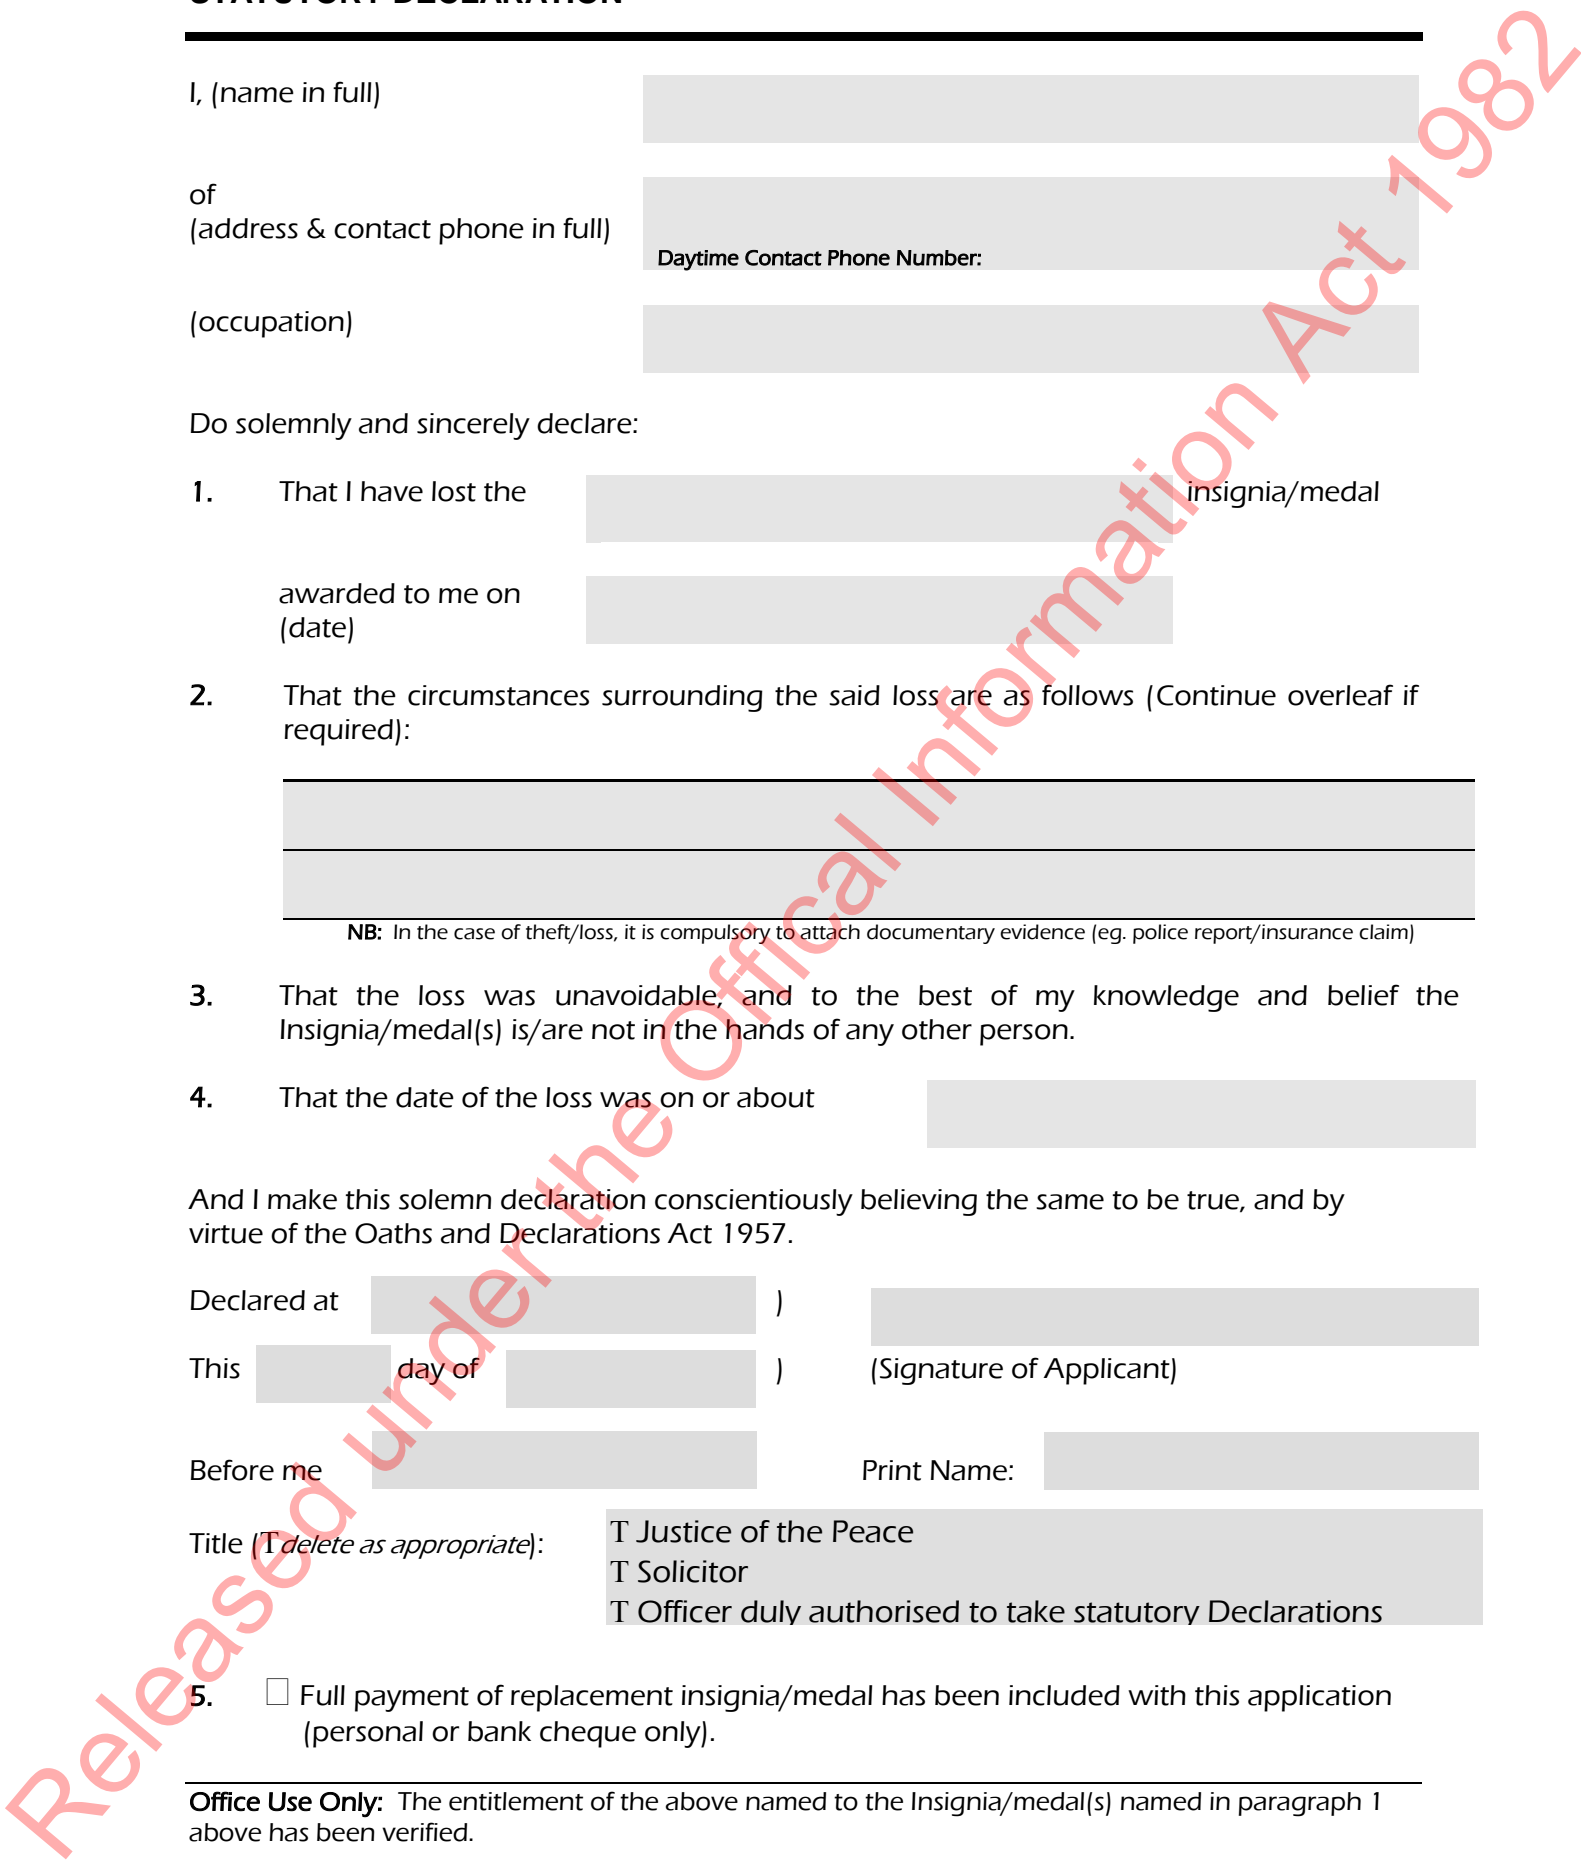 STATUTORY DECLARATION
I, (name in full)
of
(address & contact phone in full)
Daytime Contact Phone Number:
(occupation)
Do solemnly and sincerely declare:
1. That I have lost the insignia/medal
awarded to me on
(date)
2. That the circumstances surrounding the said loss are as follows (Continue overleaf if
required):
NB: In the case of theft/loss, it is compulsory to attach documentary evidence (eg. police report/insurance claim)
3. That the loss was unavoidable, and to the best of my knowledge and belief the
Insignia/medal(s) is/are not in the hands of any other person.
4. That the date of the loss was on or about
And I make this solemn declaration conscientiously believing the same to be true, and by
virtue of the Oaths and Declarations Act 1957.
Declared at )
This day of ) (Signature of Applicant)
Before me Print Name:
Title (T delete as appropriate):
T Justice of the Peace
T Solicitor
T Officer duly authorised to take statutory Declarations
5. □ Full payment of replacement insignia/medal has been included with this application
(personal or bank cheque only).
Office Use Only: The entitlement of the above named to the Insignia/medal(s) named in paragraph 1
above has been verified.
Released under the Offical Information Act 1982